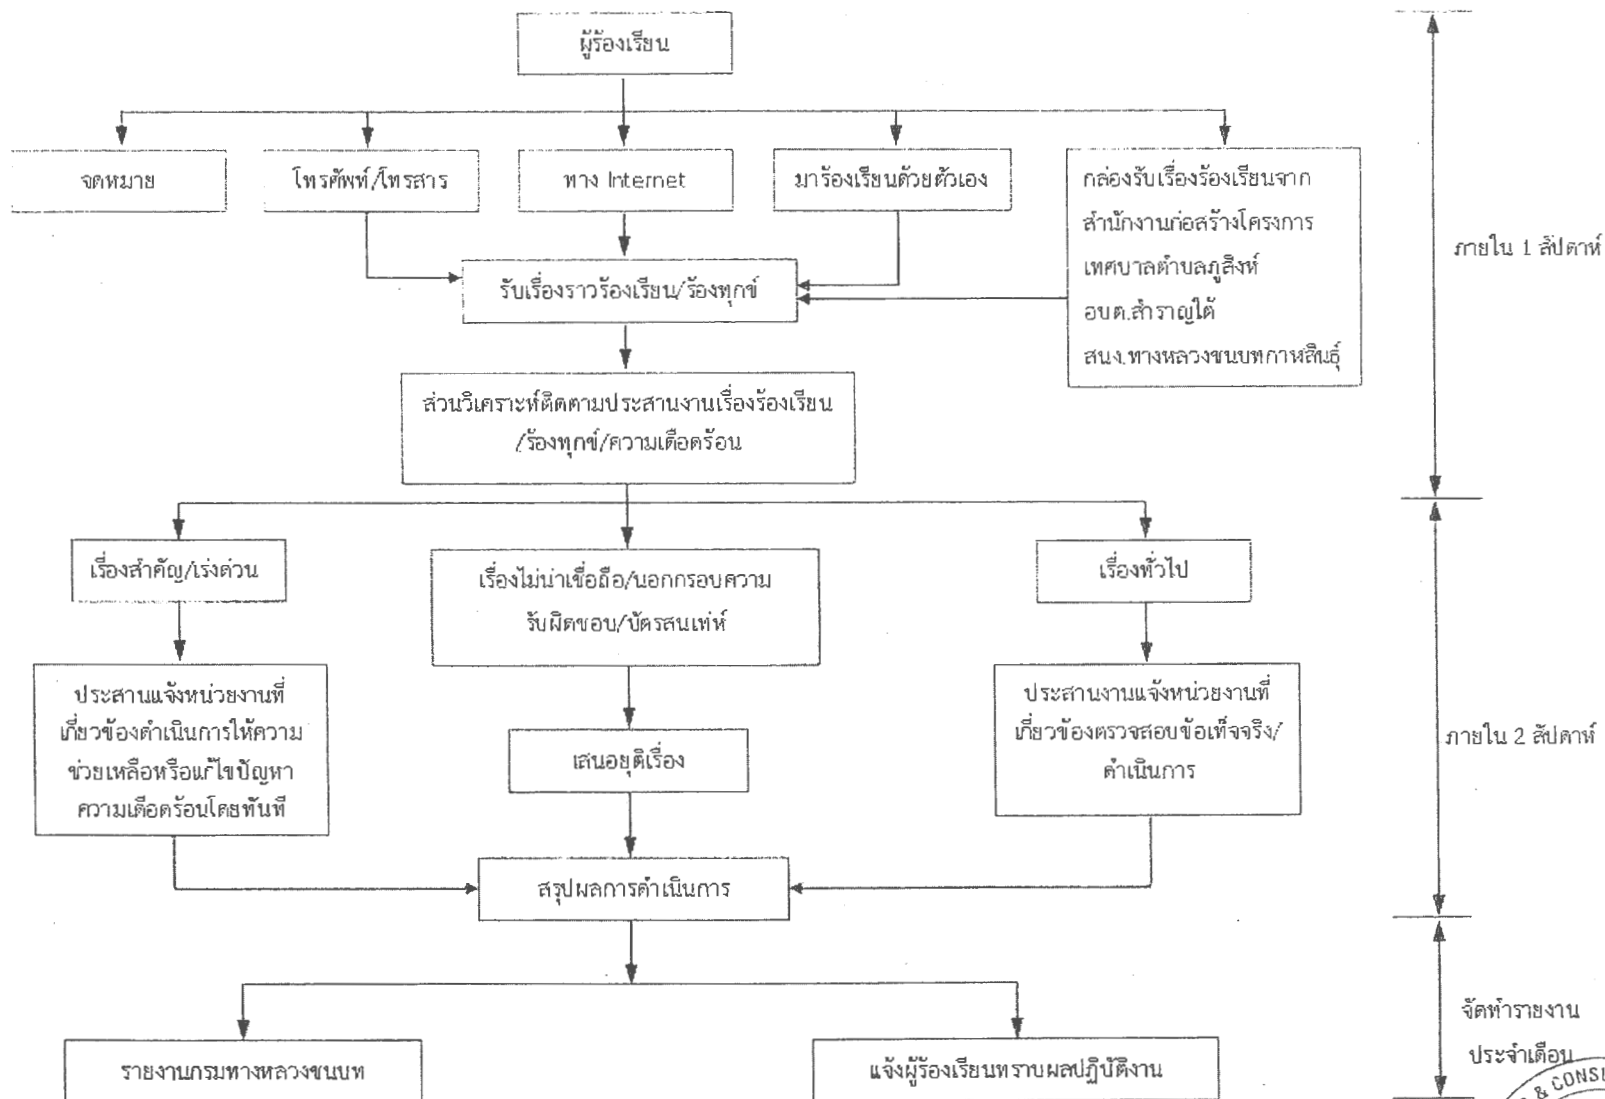 ผู้ร้องเรียน
จดหมาย
โทรศัพท์/โทรสาร
ทาง Internet
มาร้องเรียนด้วยตัวเอง
กล่องรับเรื่องร้องเรียนจาก
สำนักงานก่อสร้างโครงการ
เทศบาลตำบลภูสิงห์
อบต.สำราญใต้
สนง.ทางหลวงชนบทกาฬสินธุ์
ภายใน 1 สัปดาห์
รับเรื่องราวร้องเรียน/ร้องทุกข์
ส่วนวิเคราะห์ติดตามประสานงานเรื่องร้องเรียน
/ร้องทุกข์/ความเดือดร้อน
เรื่องสำคัญ/เร่งด่วน
เรื่องไม่น่าเชื่อถือ/นอกกรอบความ
รับผิดชอบ/บัตรสนเท่ห์
เรื่องทั่วไป
ประสานแจ้งหน่วยงานที่
เกี่ยวข้องดำเนินการให้ความ
ช่วยเหลือหรือแก้ไขปัญหา
ความเดือดร้อนโดยทันที
เสนอยุติเรื่อง
ประสานงานแจ้งหน่วยงานที่
เกี่ยวข้องตรวจสอบข้อเท็จจริง/
ดำเนินการ
ภายใน 2 สัปดาห์
สรุปผลการดำเนินการ
รายงานกรมทางหลวงชนบท
แจ้งผู้ร้องเรียนทราบผลปฏิบัติงาน
จัดทำรายงาน
ประจำเดือน